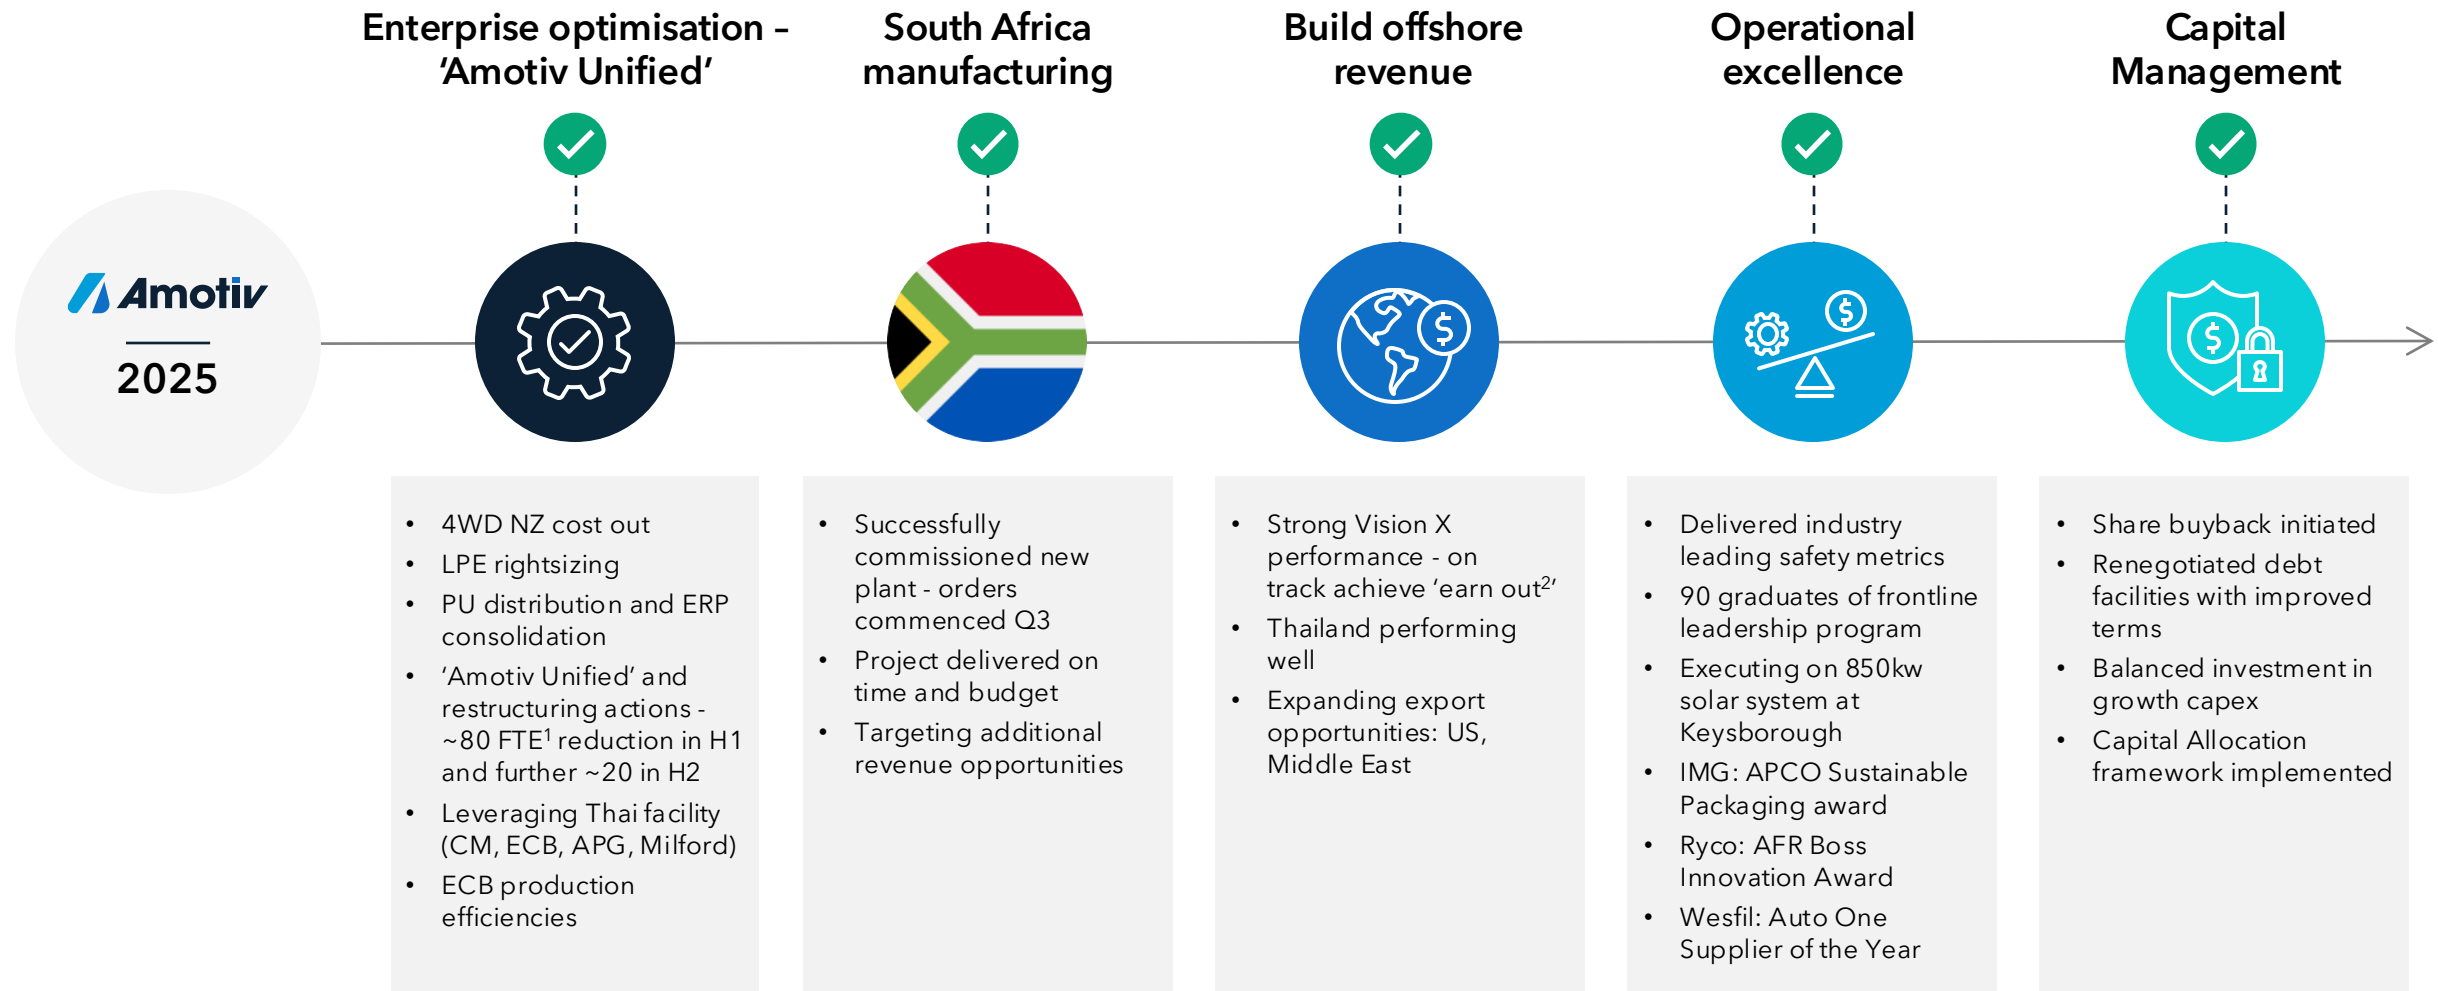 Enterprise optimisation –
‘Amotiv Unified’
South Africa
manufacturing
Build offshore
revenue
Operational
excellence
Capital
Management
Amotiv
2025
$
$
$
• 4WD NZ cost out
• LPE rightsizing
• PU distribution and ERP
consolidation
• ‘Amotiv Unified’ and
restructuring actions -
~80 FTE¹ reduction in H1
and further ~20 in H2
• Leveraging Thai facility
(CM, ECB, APG, Milford)
• ECB production
efficiencies
• Successfully
commissioned new
plant - orders
commenced Q3
• Project delivered on
time and budget
• Targeting additional
revenue opportunities
• Strong Vision X
performance - on
track achieve ‘earn out²’
• Thailand performing
well
• Expanding export
opportunities: US,
Middle East
• Delivered industry
leading safety metrics
• 90 graduates of frontline
leadership program
• Executing on 850kw
solar system at
Keysborough
• IMG: APCO Sustainable
Packaging award
• Ryco: AFR Boss
Innovation Award
• Wesfil: Auto One
Supplier of the Year
• Share buyback initiated
• Renegotiated debt
facilities with improved
terms
• Balanced investment in
growth capex
• Capital Allocation
framework implemented